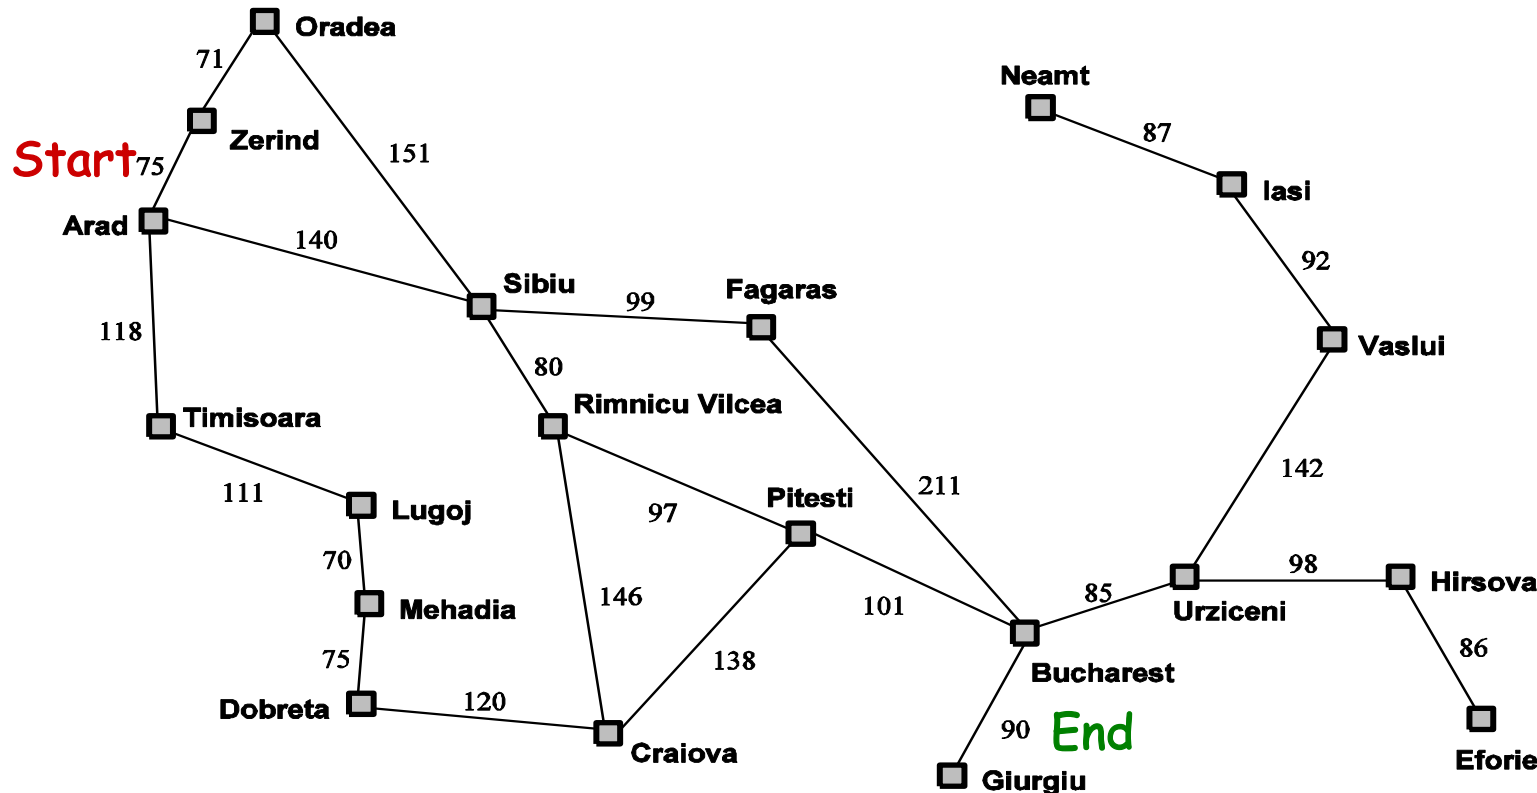 Oradea
71
Neamt
87
Zerind
Start
75
151
Iasi
Arad
140
92
Sibiu
Fagaras
99
118
Vaslui
80
Rimnicu Vilcea
Timisoara
142
211
111
Pitesti
Lugoj
97
70
98
Hirsova
85
146
101
Mehadia
Urziceni
86
75
138
Bucharest
120
Dobreta
90
End
Craiova
Eforie
Giurgiu